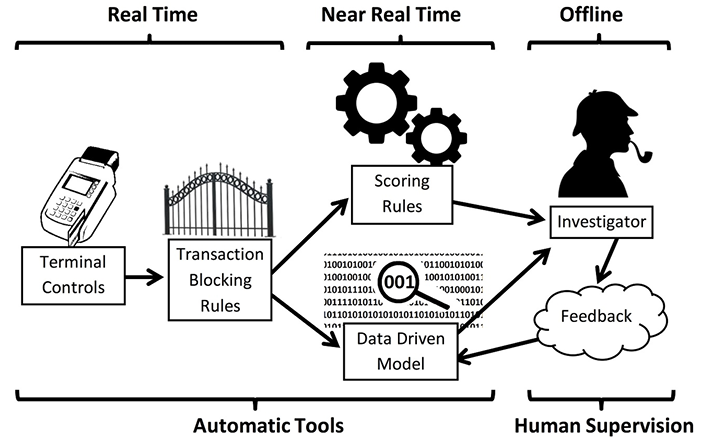 Real Time
Near Real Time
Offline
Scoring
Rules
Investigator
Terminal
Controls
Transaction
Blocking
Rules
001
Feedback
Data Driven
Model
Automatic Tools
Human Supervision